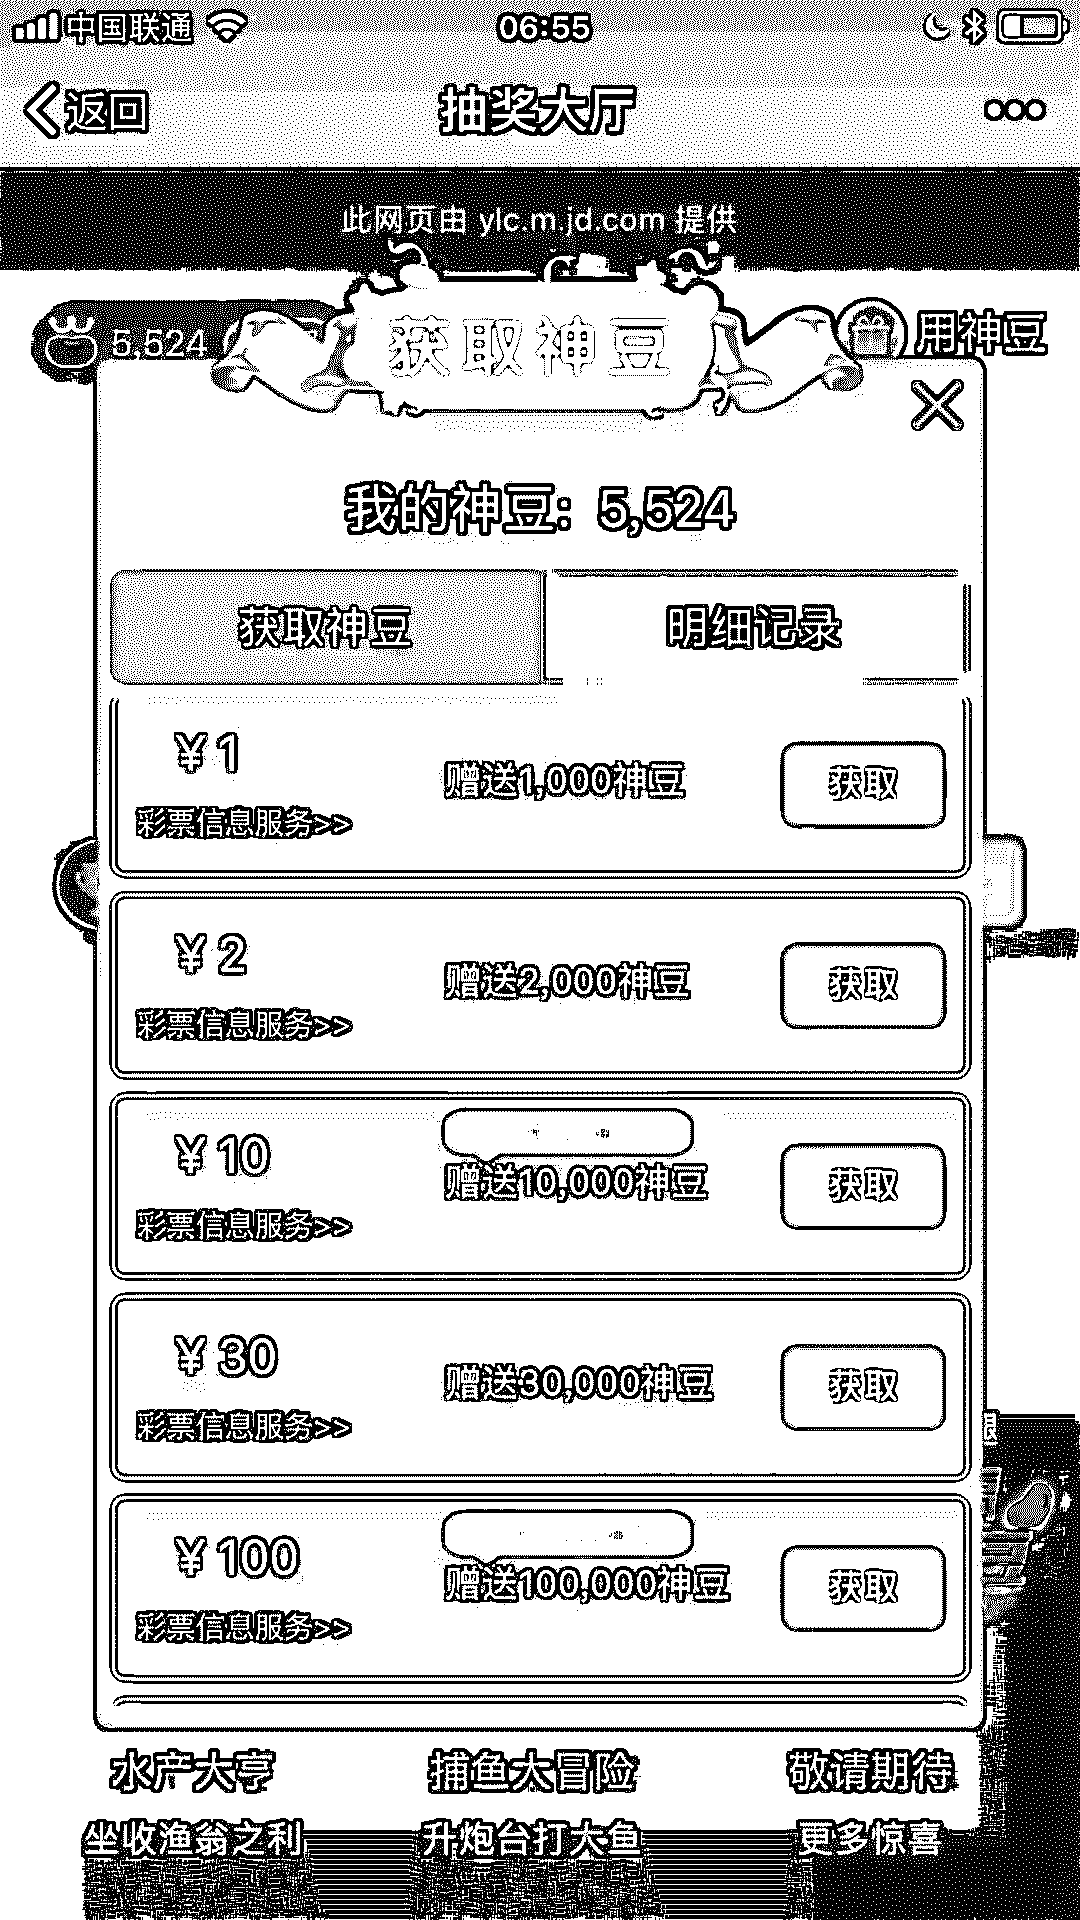 中国联通 06:55
返回 抽奖大厅
此网页由 ylc.m.jd.com 提供
5,524 获取神豆 用神豆
我的神豆: 5,524
获取神豆 明细记录
¥ 1
赠送1,000神豆 获取
彩票信息服务>>
¥ 2
赠送2,000神豆 获取
彩票信息服务>>
¥ 10
赠送10,000神豆 获取
彩票信息服务>>
¥ 30
赠送30,000神豆 获取
彩票信息服务>>
¥ 100
赠送100,000神豆 获取
彩票信息服务>>
水产大亨 捕鱼大冒险 敬请期待
坐收渔翁之利 升炮台打大鱼 更多惊喜